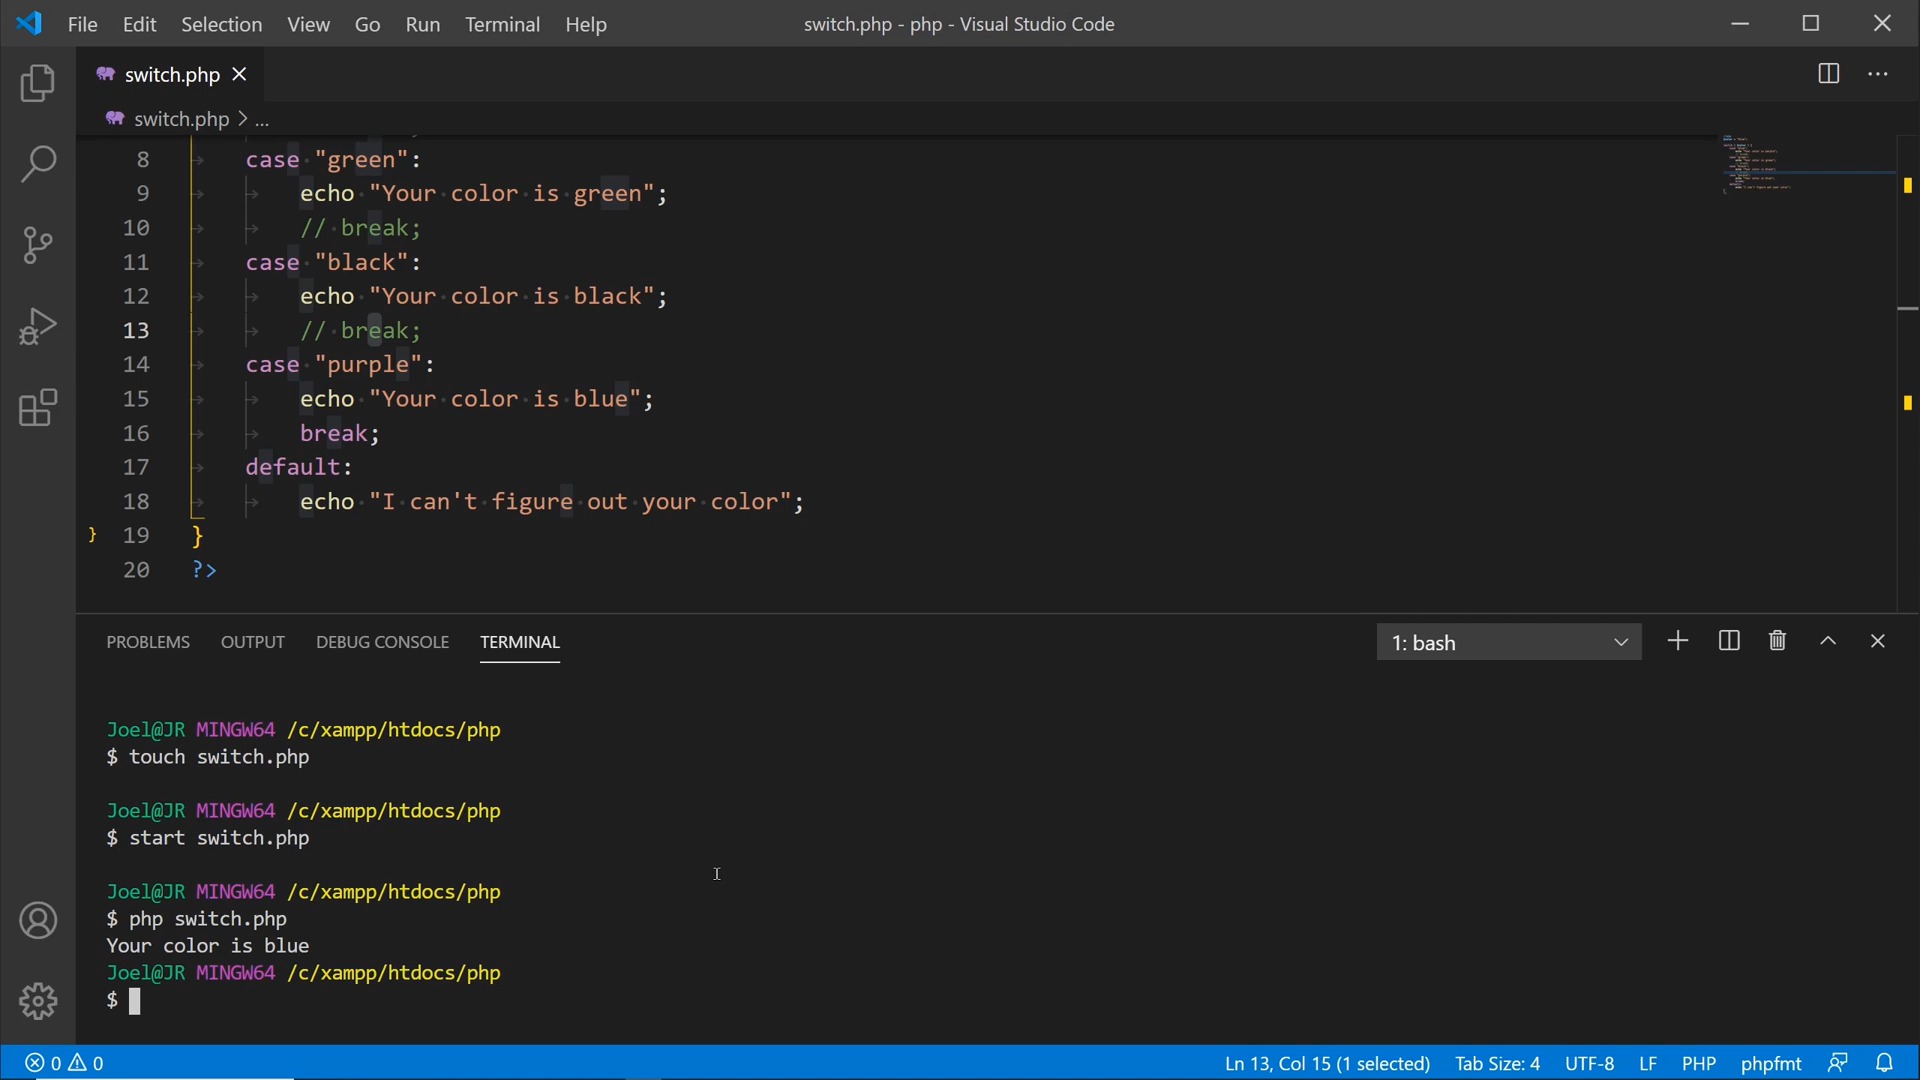 File Edit Selection View Go Run Terminal Help switch.php - php - Visual Studio Code
switch.php
switch.php > ...
8 case "green":
9 echo "Your color is green";
10 // break;
11 case "black":
12 echo "Your color is black";
13 // break;
14 case "purple":
15 echo "Your color is blue";
16 break;
17 default:
18 echo "I can't figure out your color";
} 19 }
20 ?>
PROBLEMS OUTPUT DEBUG CONSOLE TERMINAL 1: bash
Joel@JR MINGW64 /c/xampp/htdocs/php
$ touch switch.php
Joel@JR MINGW64 /c/xampp/htdocs/php
$ start switch.php
Joel@JR MINGW64 /c/xampp/htdocs/php
$ php switch.php
Your color is blue
Joel@JR MINGW64 /c/xampp/htdocs/php
$
0 0 Ln 13, Col 15 (1 selected) Tab Size: 4 UTF-8 LF PHP phpfmt